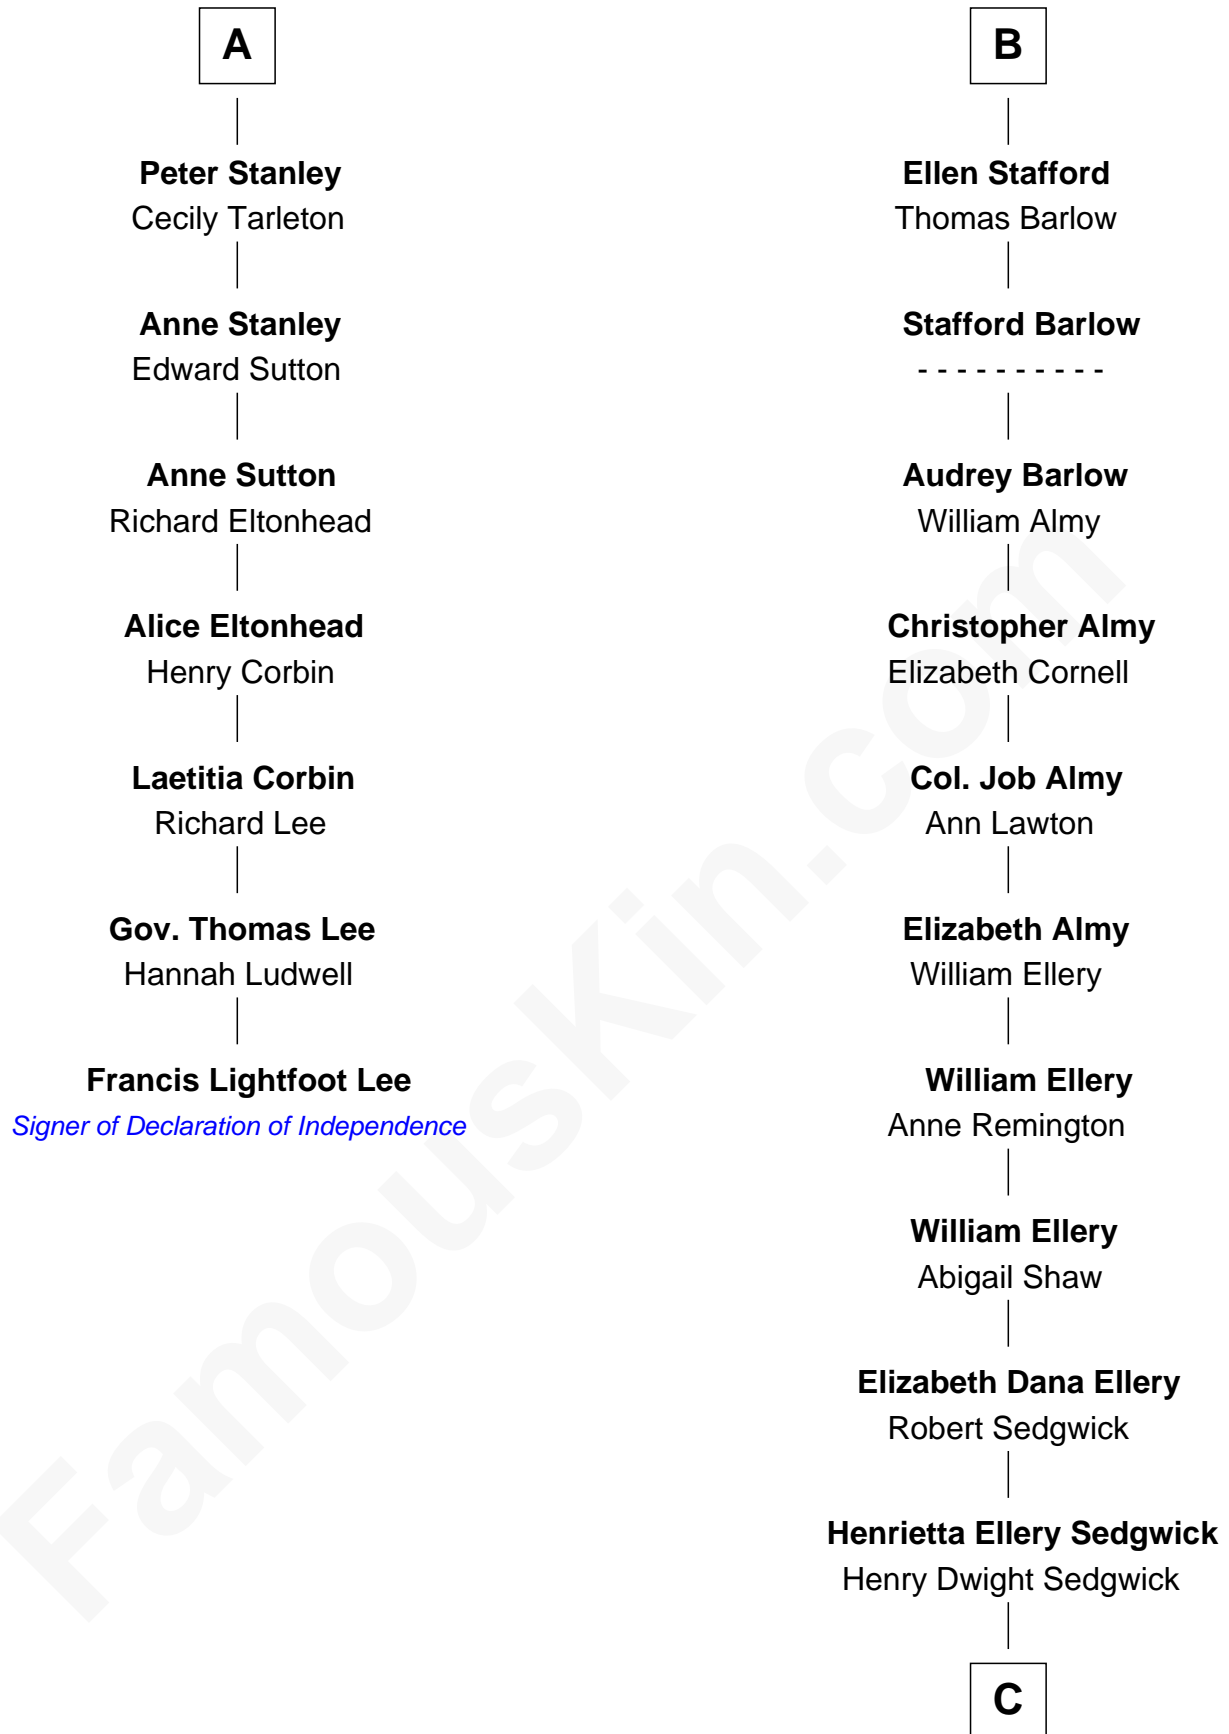 A
Peter Stanley
Cecily Tarleton
Anne Stanley
Edward Sutton
Anne Sutton
Richard Eltonhead
Alice Eltonhead
Henry Corbin
Laetitia Corbin
Richard Lee
Gov. Thomas Lee
Hannah Ludwell
Francis Lightfoot Lee
Signer of Declaration of Independence
B
Ellen Stafford
Thomas Barlow
Stafford Barlow
- - - - - - - - - -
Audrey Barlow
William Almy
Christopher Almy
Elizabeth Cornell
Col. Job Almy
Ann Lawton
Elizabeth Almy
William Ellery
William Ellery
Anne Remington
William Ellery
Abigail Shaw
Elizabeth Dana Ellery
Robert Sedgwick
Henrietta Ellery Sedgwick
Henry Dwight Sedgwick
C
FamousKin.com